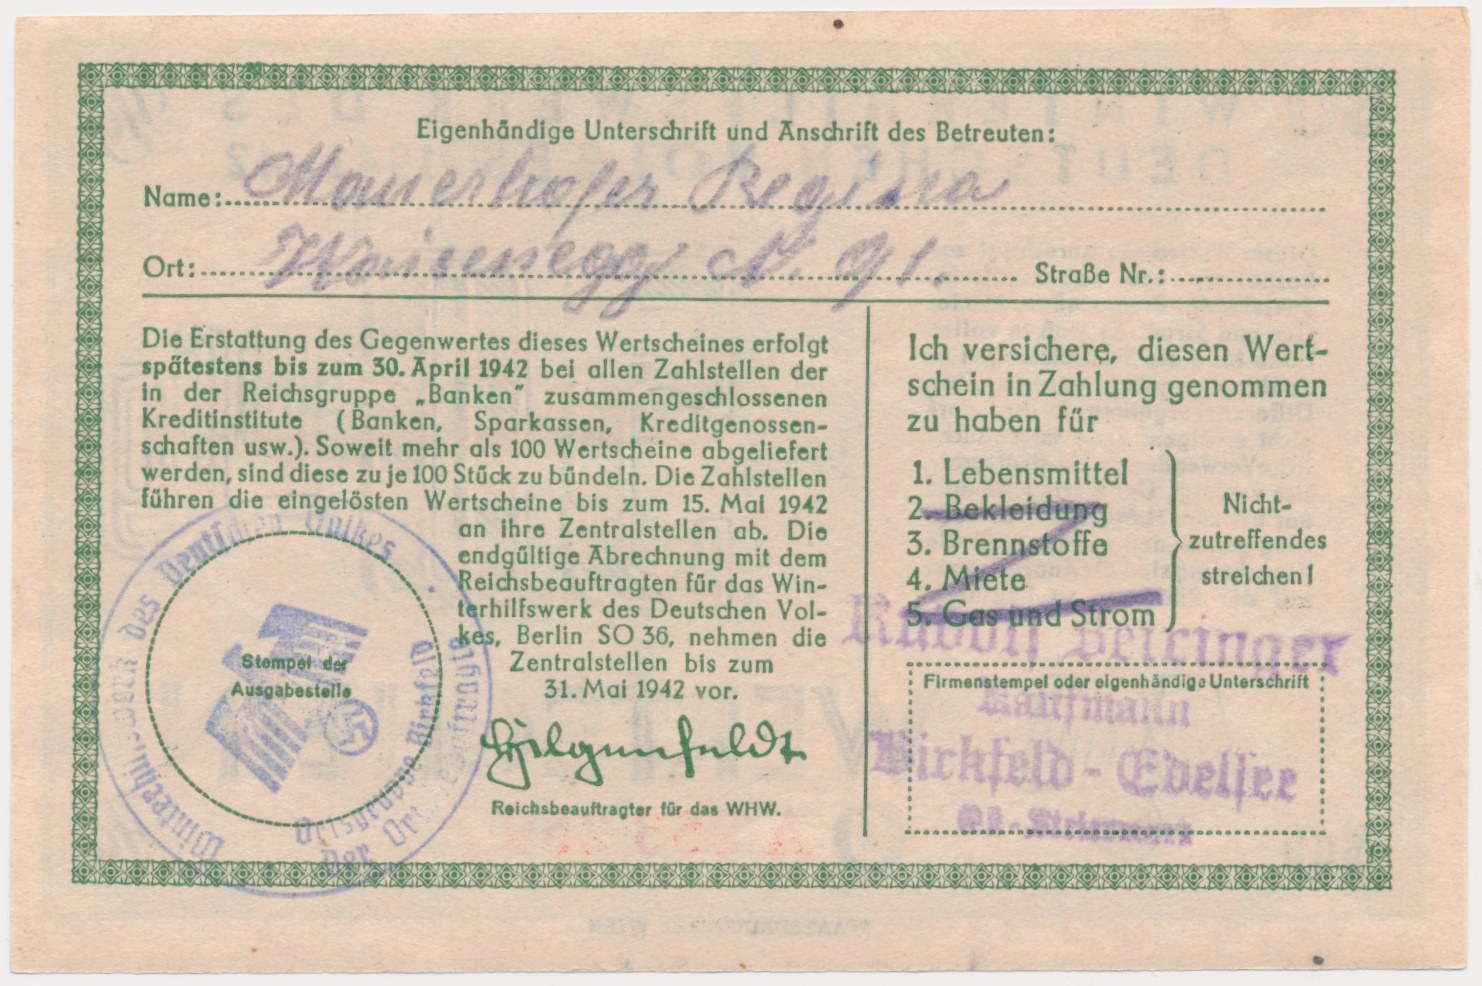 Eigenhändige Unterschrift und Anschrift des Betreuten:
Name: Maierhofer Regina
Ort: Waisenegg N. 91. Straße Nr.:
Die Erstattung des Gegenwertes dieses Wertscheines erfolgt
spätestens bis zum 30. April 1942 bei allen Zahlstellen der
in der Reichsgruppe „Banken" zusammengeschlossenen
Kreditinstitute (Banken, Sparkassen, Kreditgenossen-
schaften usw.). Soweit mehr als 100 Wertscheine abgeliefert
werden, sind diese zu je 100 Stück zu bündeln. Die Zahlstellen
führen die eingelösten Wertscheine bis zum 15. Mai 1942
an ihre Zentralstellen ab. Die
endgültige Abrechnung mit dem
Reichsbeauftragten für das Win-
terhilfswerk des Deutschen Vol-
kes, Berlin SO 36, nehmen die
Zentralstellen bis zum
31. Mai 1942 vor.
Hilgenfeldt
Reichsbeauftragter für das WHW.
Stempel der
Ausgabestelle
Winterhilfswerk des Deutschen Volkes
Ortsgruppe Birkfeld
Der Ortsbeauftragte
Ich versichere, diesen Wert-
schein in Zahlung genommen
zu haben für
1. Lebensmittel
2. Bekleidung
3. Brennstoffe
4. Miete
5. Gas und Strom
Nicht-
zutreffendes
streichen!
Rudolf
Firmenstempel oder eigenhändige Unterschrift
Kaufmann
Birkfeld - Edelsee